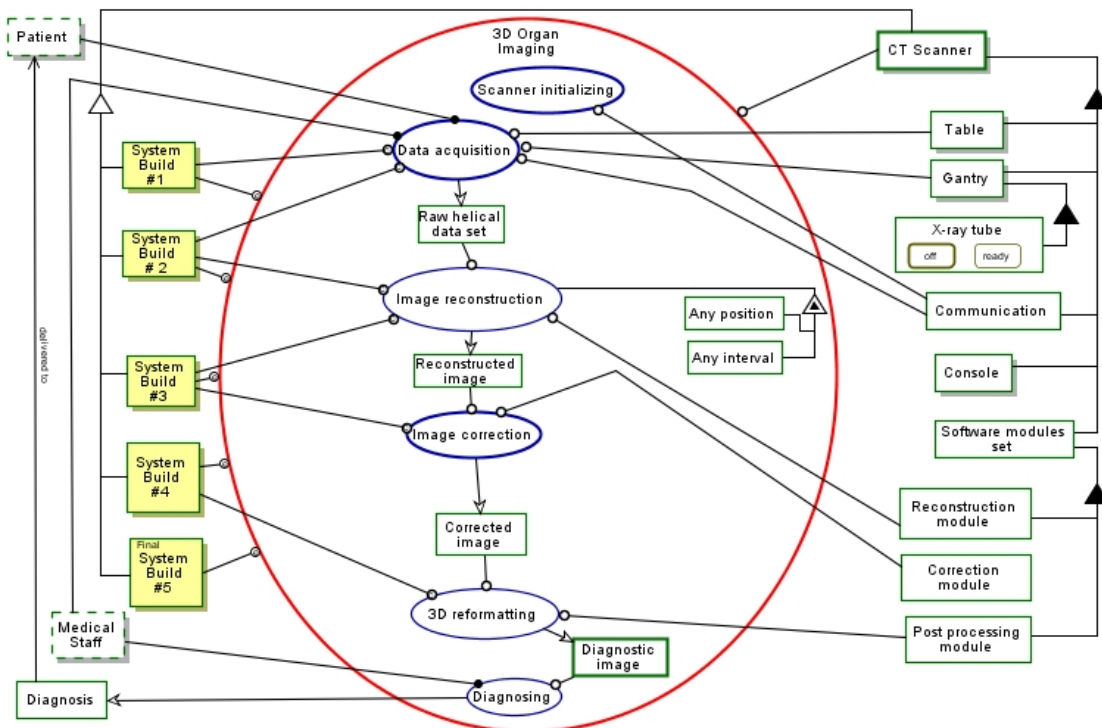 Patient
3D Organ
Imaging
CT Scanner
Scanner initializing
Table
Data acquisition
System
Build
#1
Gantry
Raw helical
data set
X-ray tube
off
ready
System
Build
# 2
Image reconstruction
Any position
Communication
delivered to
Any interval
Reconstructed
image
Console
System
Build
#3
Image correction
Software modules
set
System
Build
#4
Reconstruction
module
Corrected
image
Final
System
Build
#5
Correction
module
3D reformatting
Medical
Staff
Post processing
module
Diagnostic
image
Diagnosis
Diagnosing